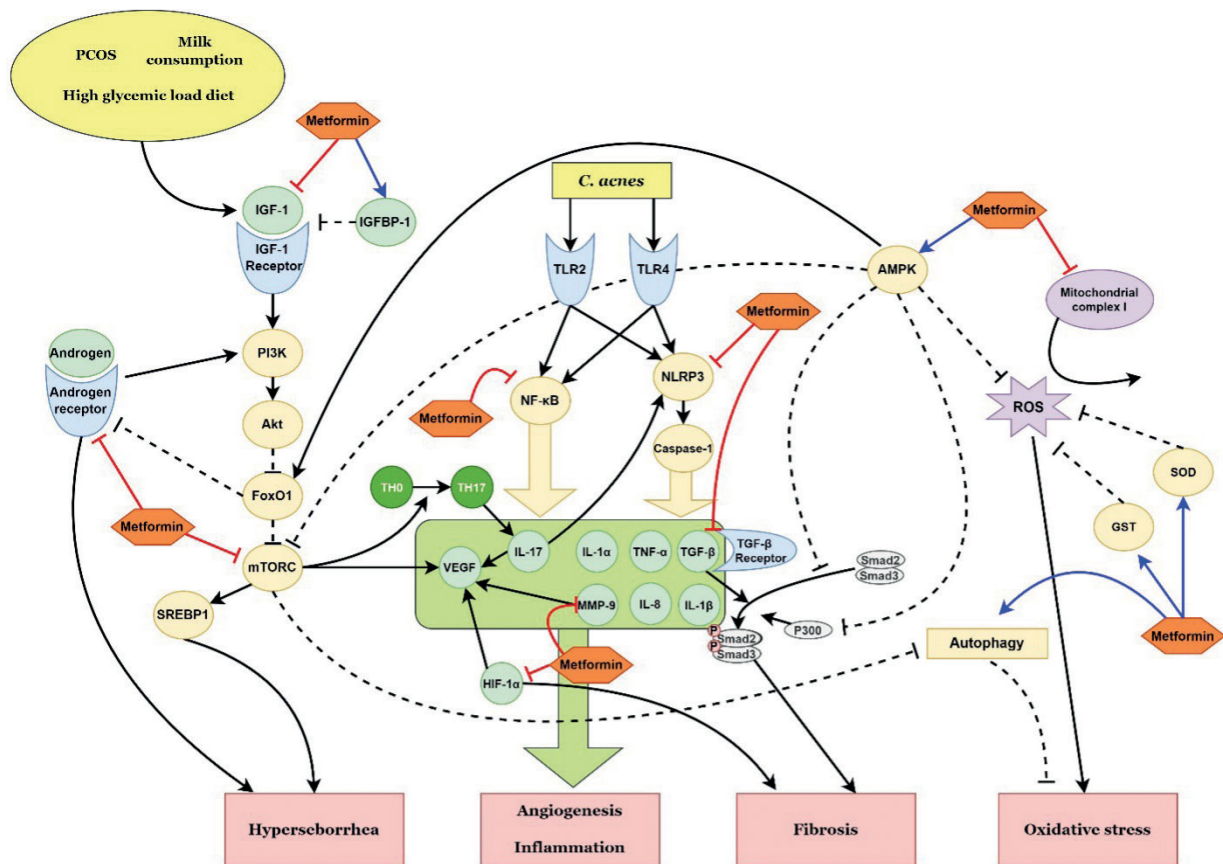 PCOS
Milk
consumption
High glycemic load diet
Metformin
C. acnes
IGF-1
IGFBP-1
Metformin
IGF-1
Receptor
TLR2
TLR4
AMPK
Mitochondrial
complex I
Metformin
Androgen
PI3K
Androgen
receptor
NLRP3
NF-κB
ROS
Metformin
Akt
Caspase-1
SOD
FoxO1
TH0
TH17
GST
Metformin
IL-17
IL-1α
TNF-α
TGF-β
TGF-β
Receptor
Smad2
Smad3
mTORC
VEGF
SREBP1
MMP-9
IL-8
IL-1β
P300
P
Smad2
P
Smad3
Metformin
Autophagy
Metformin
HIF-1α
Hyperseborrhea
Angiogenesis
Inflammation
Fibrosis
Oxidative stress